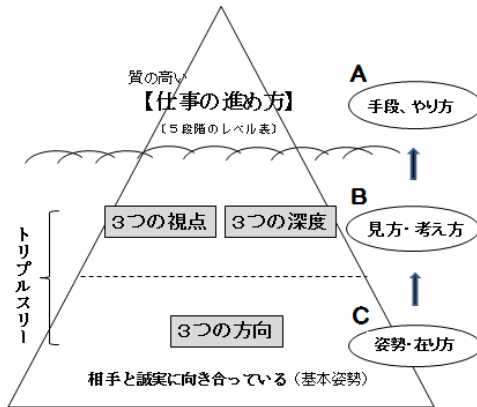 質の高い
【仕事の進め方】
〔５段階のレベル表〕
A
手段、やり方
B
見方・考え方
３つの視点
３つの深度
トリプルスリー
C
姿勢・在り方
３つの方向
相手と誠実に向き合っている（基本姿勢）